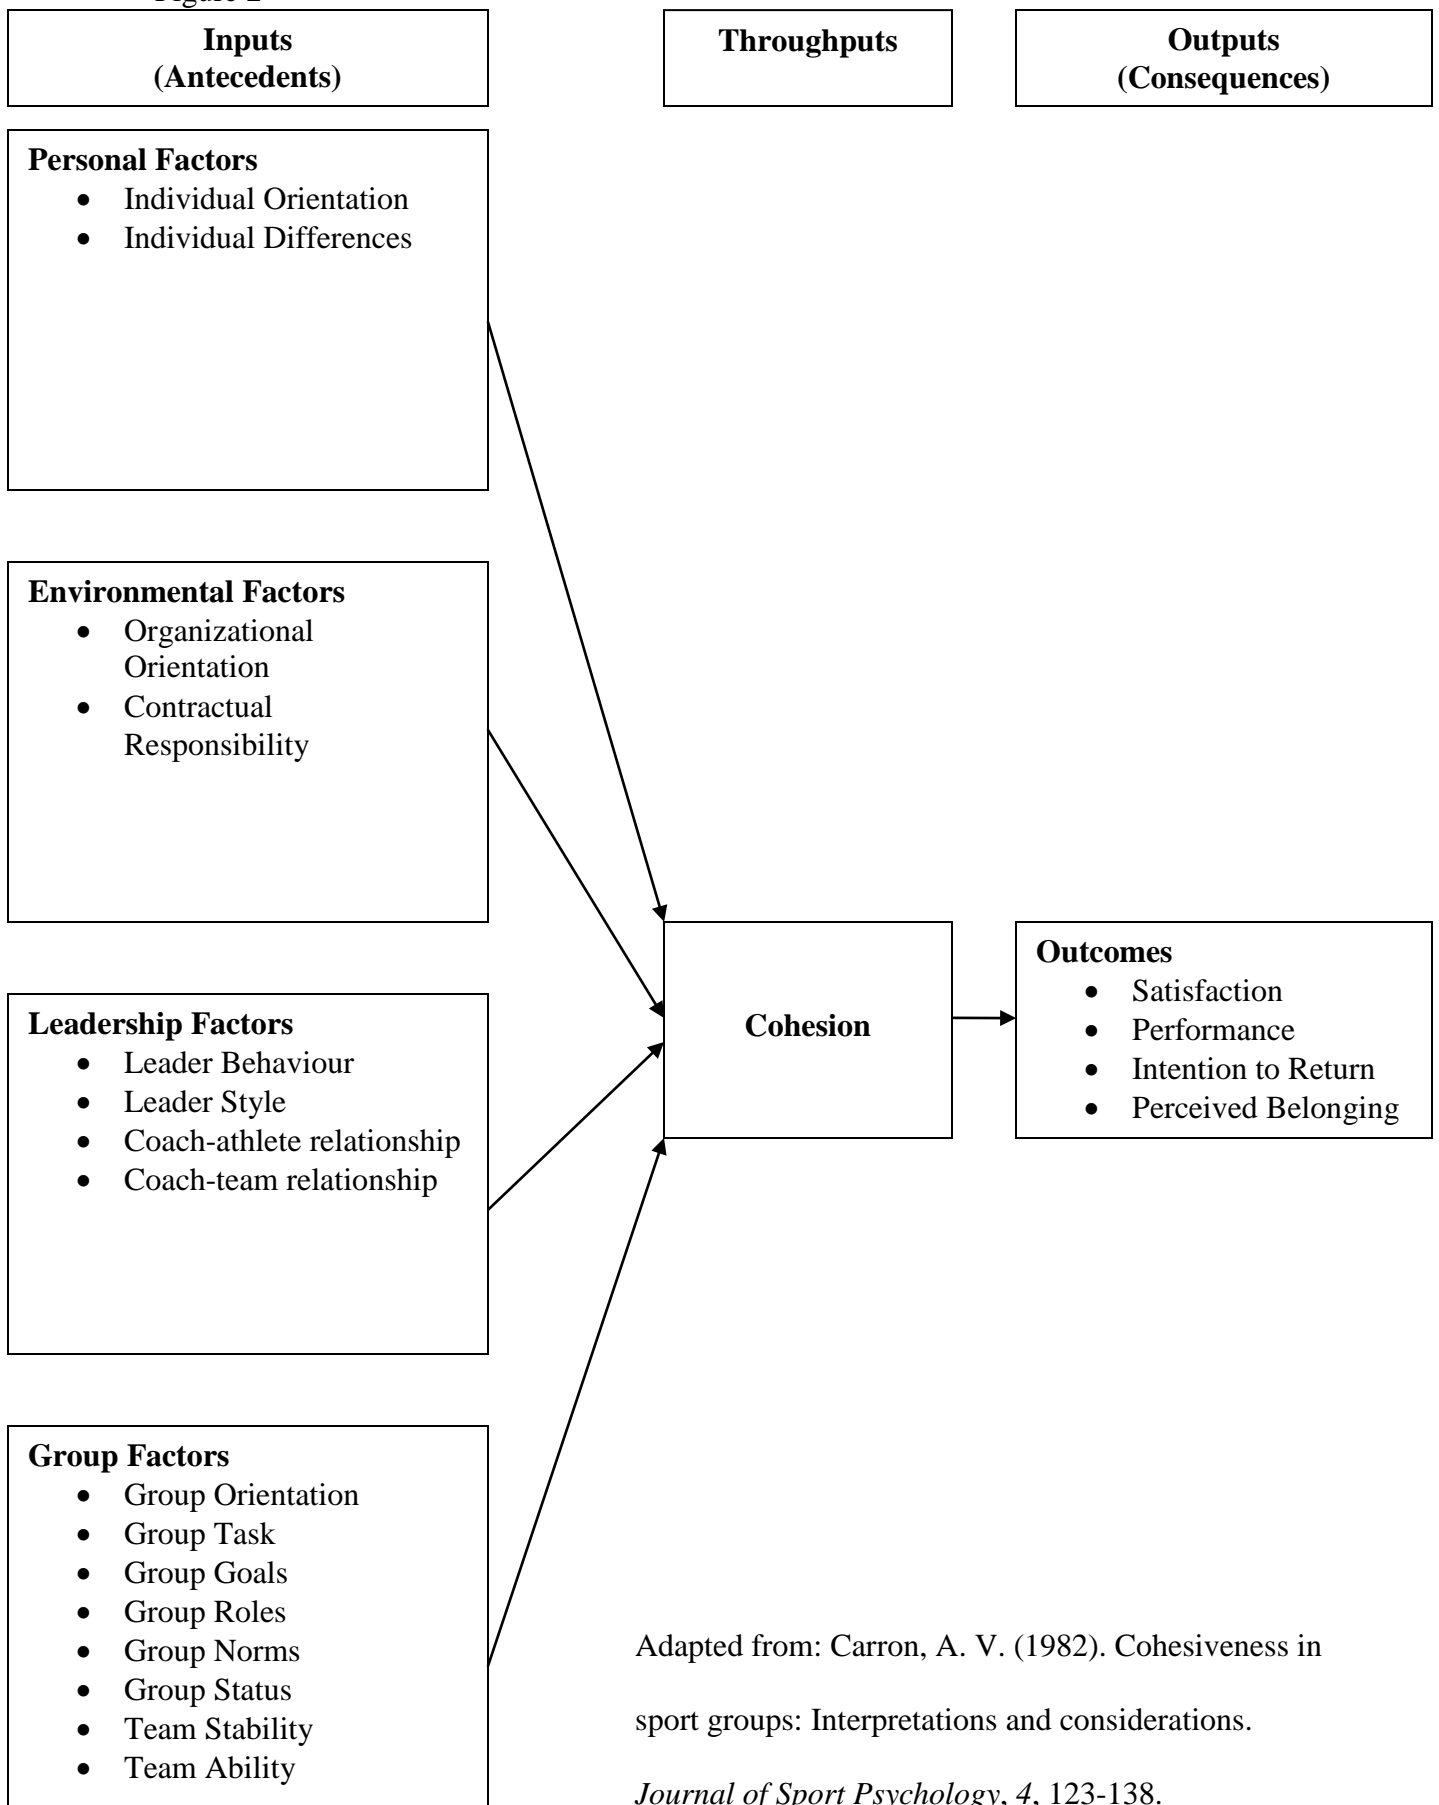 Figure 2
Inputs
(Antecedents)
Throughputs
Outputs
(Consequences)
Personal Factors
• Individual Orientation
• Individual Differences
Environmental Factors
• Organizational
Orientation
• Contractual
Responsibility
Leadership Factors
• Leader Behaviour
• Leader Style
• Coach-athlete relationship
• Coach-team relationship
Group Factors
• Group Orientation
• Group Task
• Group Goals
• Group Roles
• Group Norms
• Group Status
• Team Stability
• Team Ability
Cohesion
Outcomes
• Satisfaction
• Performance
• Intention to Return
• Perceived Belonging
Adapted from: Carron, A. V. (1982). Cohesiveness in
sport groups: Interpretations and considerations.
Journal of Sport Psychology, 4, 123-138.